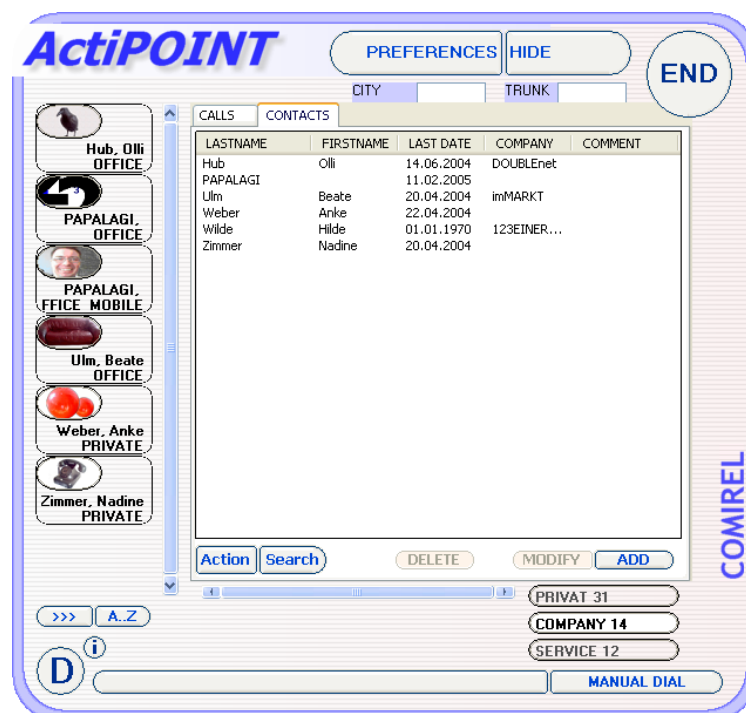 ActiPOINT
PREFERENCES HIDE
END
CITY TRUNK
CALLS CONTACTS
LASTNAME FIRSTNAME LAST DATE COMPANY COMMENT
Hub Olli 14.06.2004 DOUBLEnet
PAPALAGI 11.02.2005
Ulm Beate 20.04.2004 imMARKT
Weber Anke 22.04.2004
Wilde Hilde 01.01.1970 123EINER...
Zimmer Nadine 20.04.2004
Hub, Olli
OFFICE
3
PAPALAGI,
OFFICE
PAPALAGI,
FFICE MOBILE
Ulm, Beate
OFFICE
Weber, Anke
PRIVATE
Zimmer, Nadine
PRIVATE
Action Search DELETE MODIFY ADD
COMIREL
>>> A..Z
PRIVAT 31
COMPANY 14
SERVICE 12
D i
MANUAL DIAL